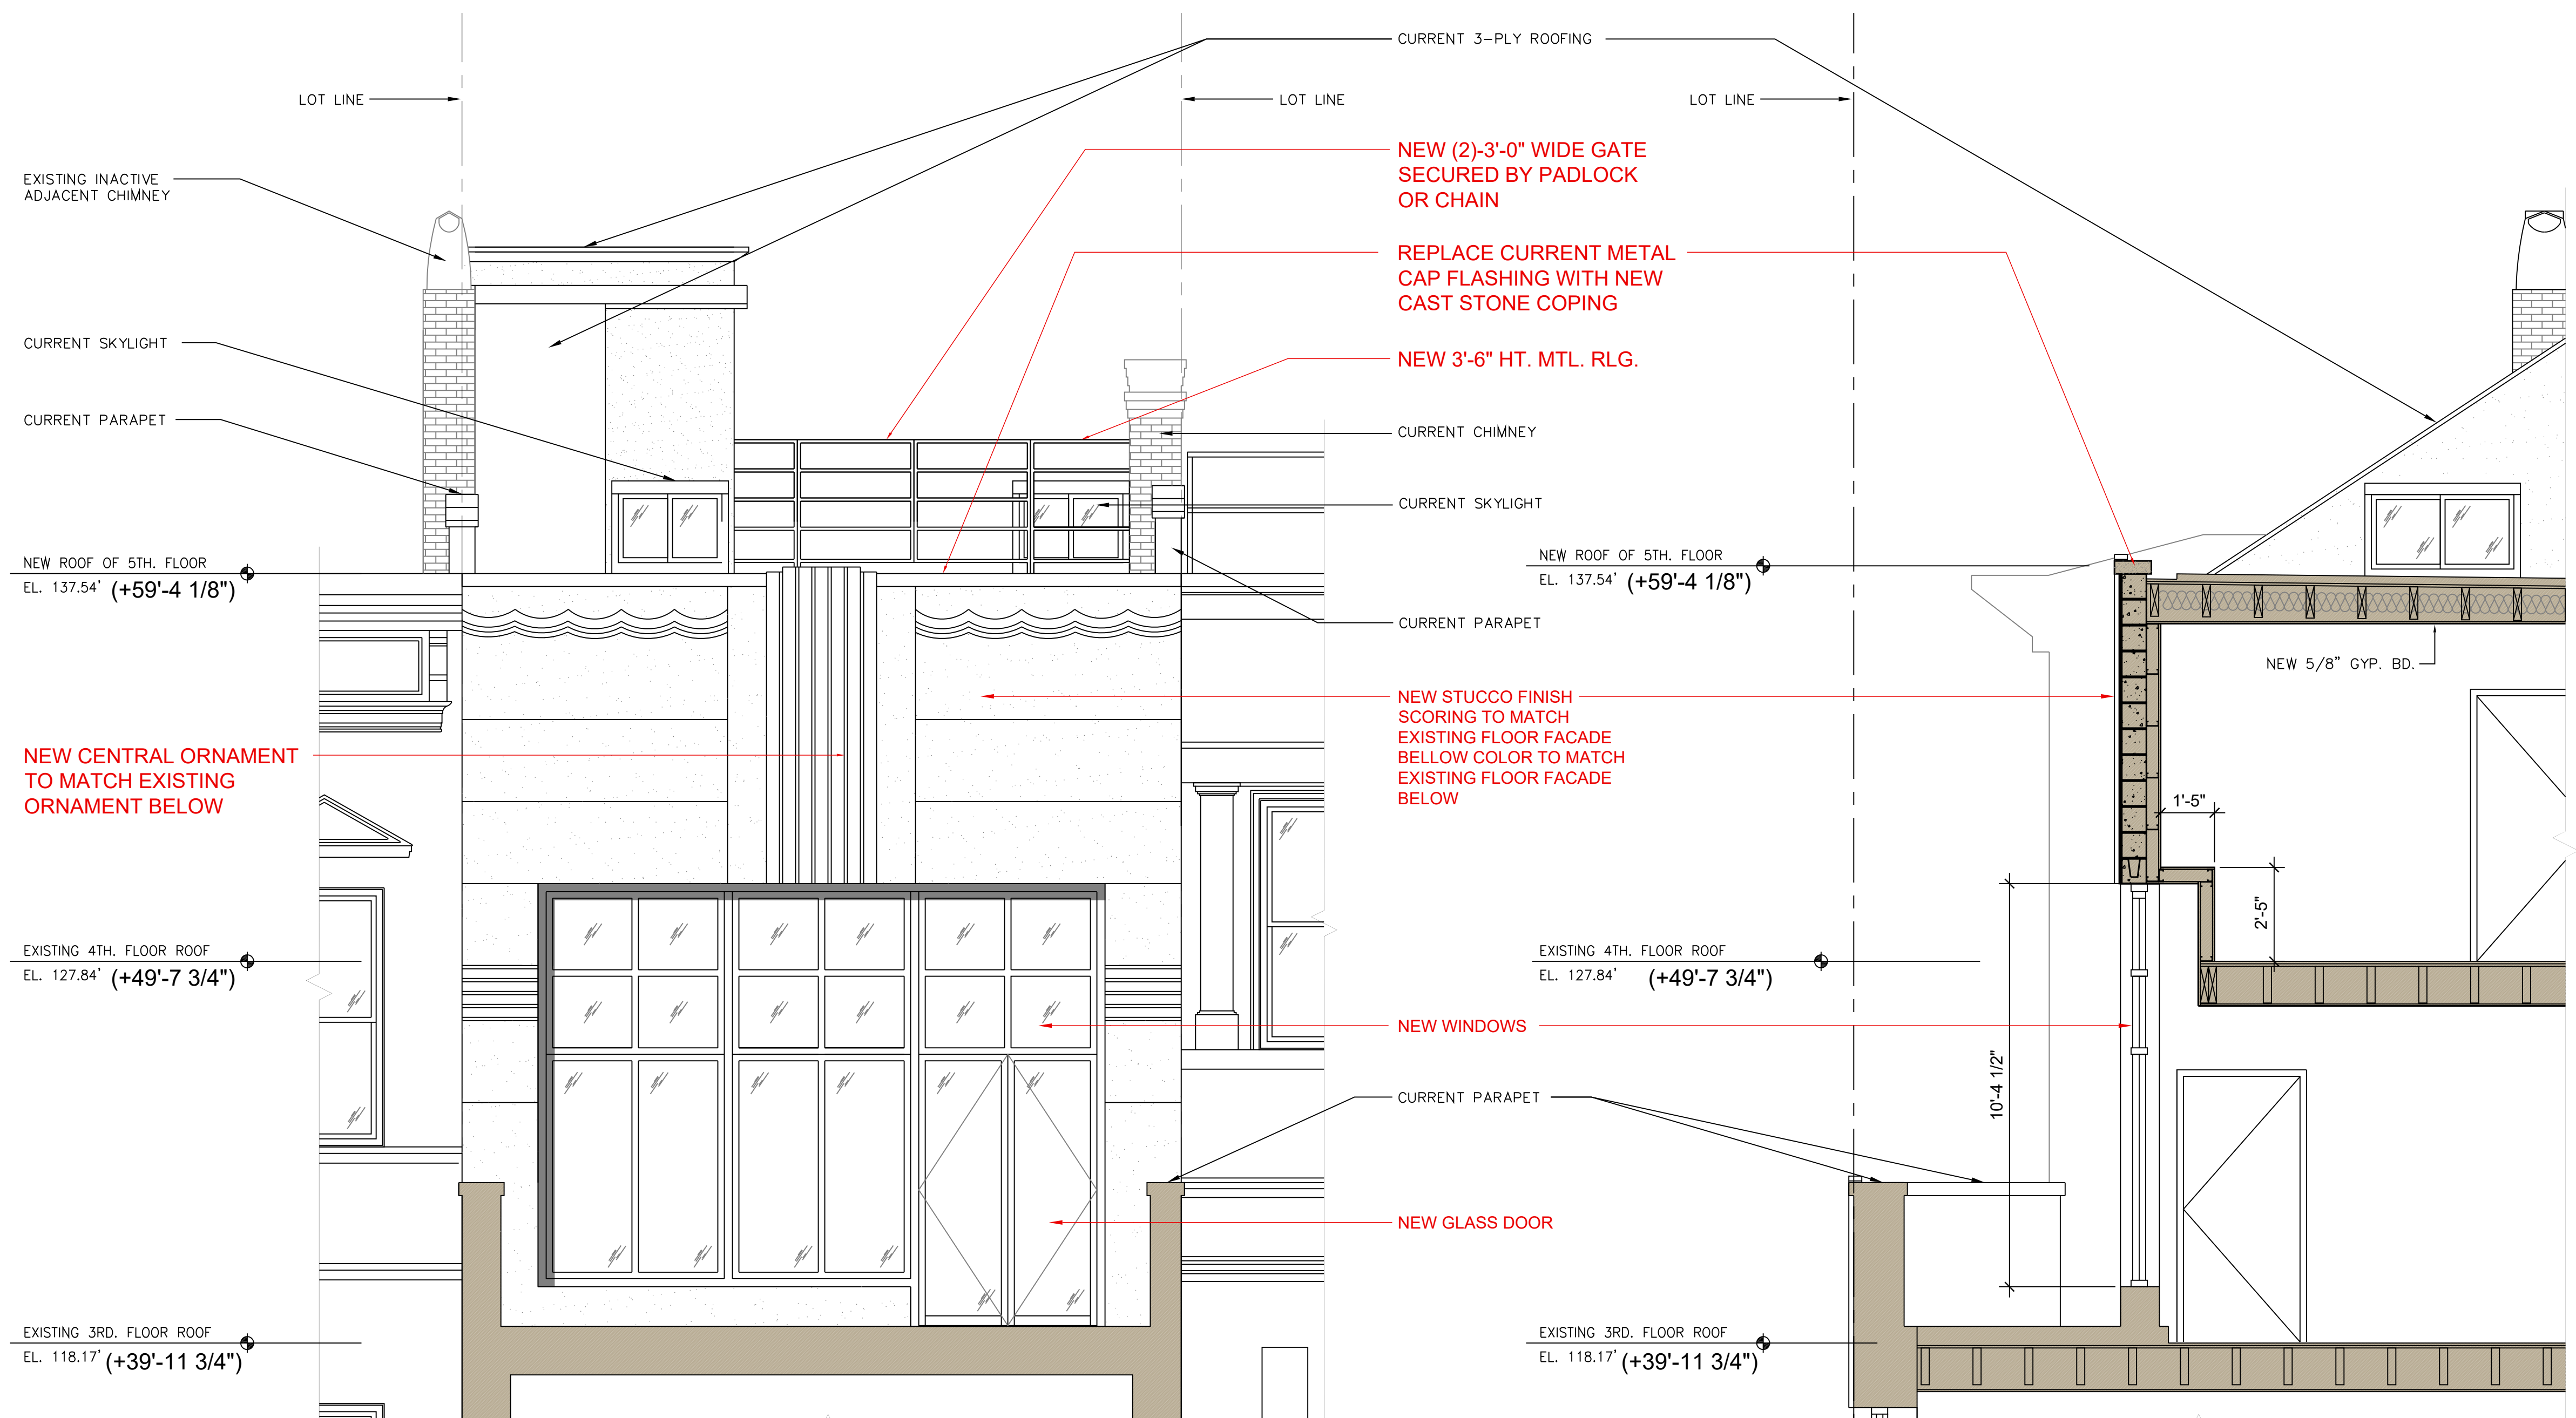 CURRENT 3-PLY ROOFING
LOT LINE
LOT LINE
LOT LINE
NEW (2)-3'-0" WIDE GATE
SECURED BY PADLOCK
OR CHAIN
EXISTING INACTIVE
ADJACENT CHIMNEY
REPLACE CURRENT METAL
CAP FLASHING WITH NEW
CAST STONE COPING
CURRENT SKYLIGHT
NEW 3'-6" HT. MTL. RLG.
CURRENT PARAPET
CURRENT CHIMNEY
CURRENT SKYLIGHT
NEW ROOF OF 5TH. FLOOR
EL. 137.54' (+59'-4 1/8")
NEW ROOF OF 5TH. FLOOR
EL. 137.54' (+59'-4 1/8")
CURRENT PARAPET
NEW 5/8" GYP. BD.
NEW STUCCO FINISH
SCORING TO MATCH
EXISTING FLOOR FACADE
BELLOW COLOR TO MATCH
EXISTING FLOOR FACADE
BELOW
NEW CENTRAL ORNAMENT
TO MATCH EXISTING
ORNAMENT BELOW
1'-5"
2'-5"
EXISTING 4TH. FLOOR ROOF
EL. 127.84' (+49'-7 3/4")
EXISTING 4TH. FLOOR ROOF
EL. 127.84' (+49'-7 3/4")
NEW WINDOWS
10'-4 1/2"
CURRENT PARAPET
NEW GLASS DOOR
EXISTING 3RD. FLOOR ROOF
EL. 118.17' (+39'-11 3/4")
EXISTING 3RD. FLOOR ROOF
EL. 118.17' (+39'-11 3/4")